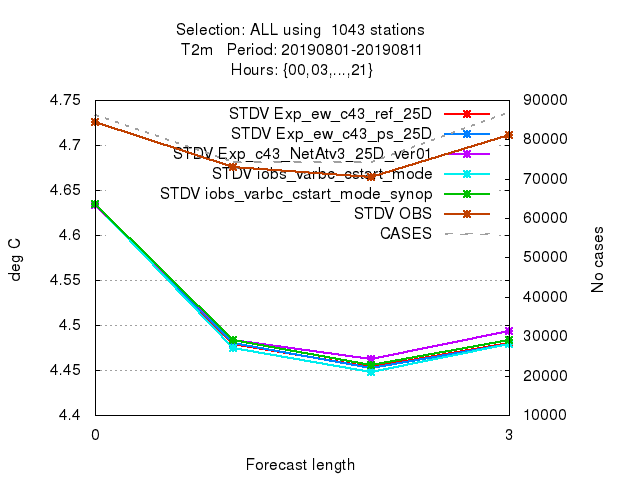 Selection: ALL using  1043 stations
T2m   Period: 20190801-20190811
Hours: {00,03,...,21}
4.75
4.7
4.65
4.6
4.55
4.5
4.45
4.4
90000
80000
70000
60000
50000
40000
30000
20000
10000
STDV Exp_ew_c43_ref_25D
STDV Exp_ew_c43_ps_25D
STDV Exp_c43_NetAtv3_25D_ver01
STDV iobs_varbc_cstart_mode
STDV iobs_varbc_cstart_mode_synop
STDV OBS
CASES
deg C
No cases
0
3
Forecast length